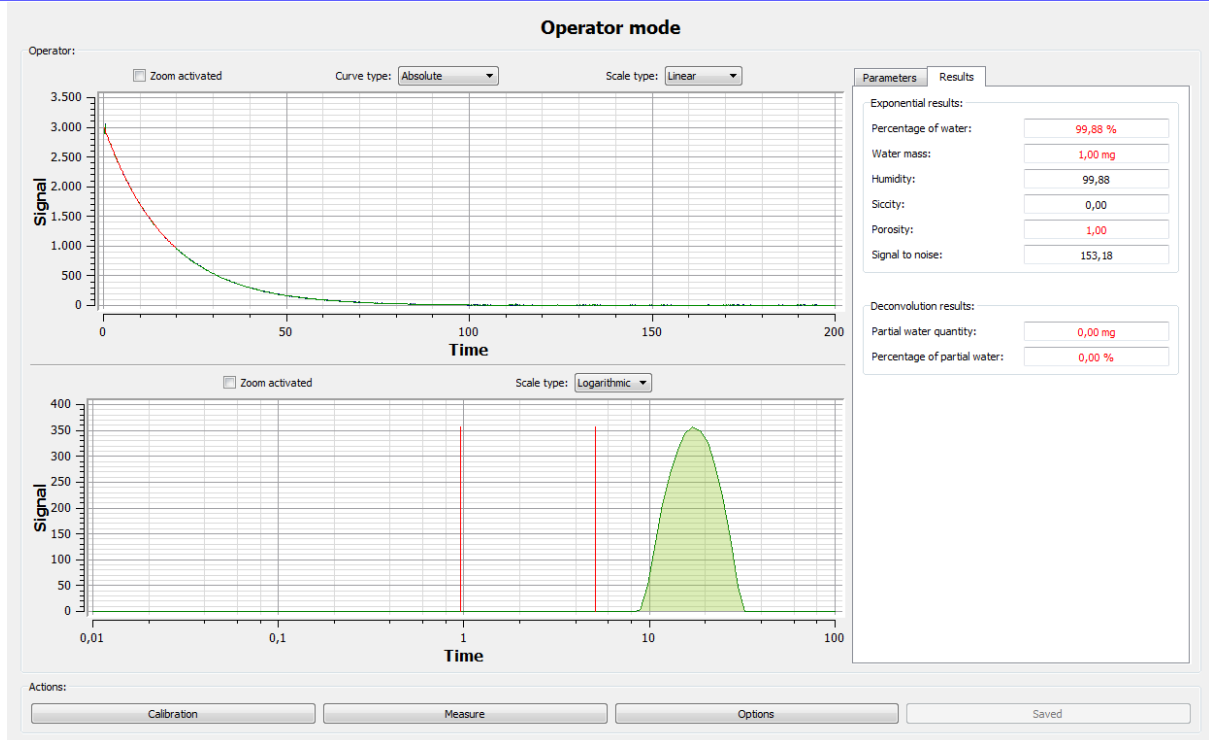 Operator mode
Operator:
Zoom activated
Curve type: Absolute
Scale type: Linear
3.500
3.000
2.500
2.000
1.500
1.000
500
0
Signal
0 50 100 150 200
Time
Zoom activated
Scale type: Logarithmic
400
350
300
250
200
150
100
50
0
Signal
0,01 0,1 1 10 100
Time
Parameters Results
Exponential results:
Percentage of water: 99,88 %
Water mass: 1,00 mg
Humidity: 99,88
Siccity: 0,00
Porosity: 1,00
Signal to noise: 153,18
Deconvolution results:
Partial water quantity: 0,00 mg
Percentage of partial water: 0,00 %
Actions:
Calibration Measure Options Saved